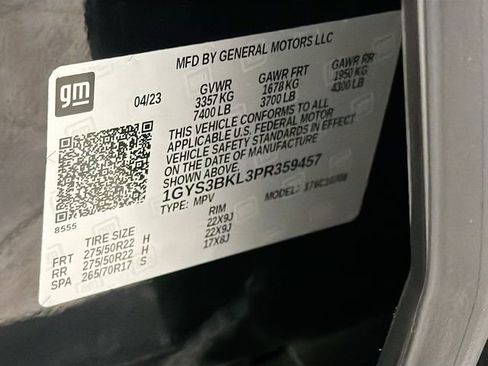 MFD BY GENERAL MOTORS LLC
gm
04/23
GVWR GAWR FRT GAWR RR
3357 KG 1678 KG 1950 KG
7400 LB 3700 LB 4300 LB
THIS VEHICLE CONFORMS TO ALL
APPLICABLE U.S. FEDERAL MOTOR
VEHICLE SAFETY STANDARDS IN EFFECT
ON THE DATE OF MANUFACTURE
SHOWN ABOVE.
1GYS3BKL3PR359457
TYPE: MPV MODEL:
8555
TIRE SIZE RIM
FRT 275/50R22 H 22X9J
RR 275/50R22 H 22X9J
SPA 265/70R17 S 17X8J